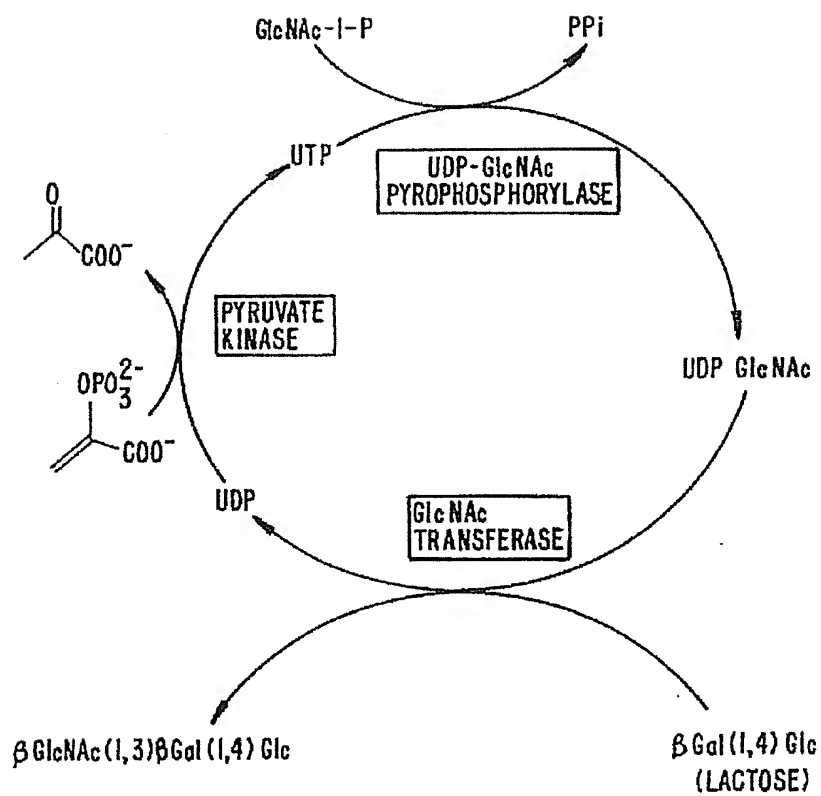 GlcNAc-1-P
PPi
UTP
UDP-GlcNAc
PYROPHOSPHORYLASE
O
COO⁻
PYRUVATE
KINASE
OPO₃²⁻
COO⁻
UDP GlcNAc
UDP
GlcNAc
TRANSFERASE
βGlcNAc(1,3)βGal(1,4)Glc
βGal(1,4)Glc
(LACTOSE)